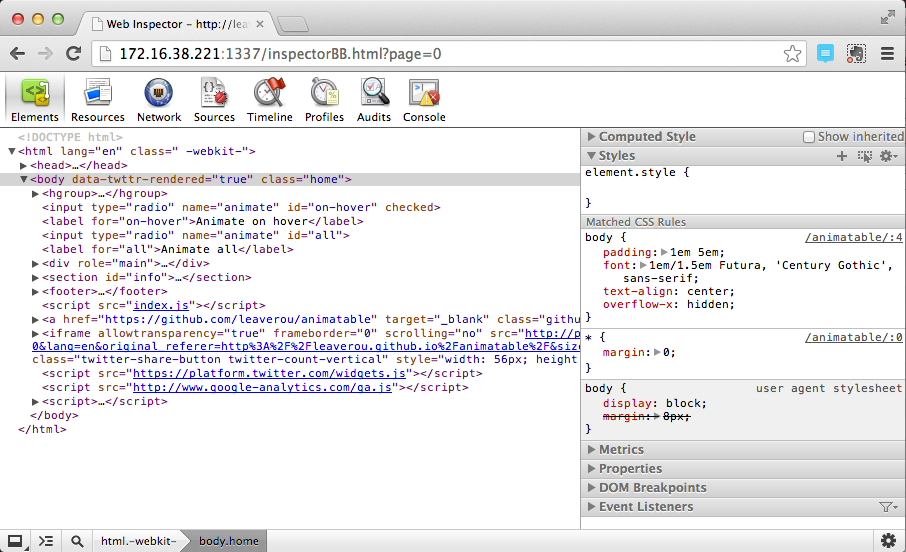 Web Inspector – http://lea
172.16.38.221:1337/inspectorBB.html?page=0
Elements Resources Network Sources Timeline Profiles Audits Console
<!DOCTYPE html>
<html lang="en" class=" -webkit-">
<head>…</head>
<body data-twttr-rendered="true" class="home">
<hgroup>…</hgroup>
<input type="radio" name="animate" id="on-hover" checked>
<label for="on-hover">Animate on hover</label>
<input type="radio" name="animate" id="all">
<label for="all">Animate all</label>
<div role="main">…</div>
<section id="info">…</section>
<footer>…</footer>
<script src="index.js"></script>
<a href="https://github.com/leaverou/animatable" target="_blank" class="githu
<iframe allowtransparency="true" frameborder="0" scrolling="no" src="http://p
0&lang=en&original_referer=http%3A%2F%2Fleaverou.github.io%2Fanimatable%2F&size
class="twitter-share-button twitter-count-vertical" style="width: 56px; height
<script src="https://platform.twitter.com/widgets.js"></script>
<script src="http://www.google-analytics.com/ga.js"></script>
<script>…</script>
</body>
</html>
Computed Style Show inherited
Styles
element.style {
}
Matched CSS Rules
body { /animatable/:4
padding: 1em 5em;
font: 1em/1.5em Futura, 'Century Gothic',
sans-serif;
text-align: center;
overflow-x: hidden;
}
* { /animatable/:0
margin: 0;
}
body { user agent stylesheet
display: block;
margin: 8px;
}
Metrics
Properties
DOM Breakpoints
Event Listeners
html.-webkit- body.home